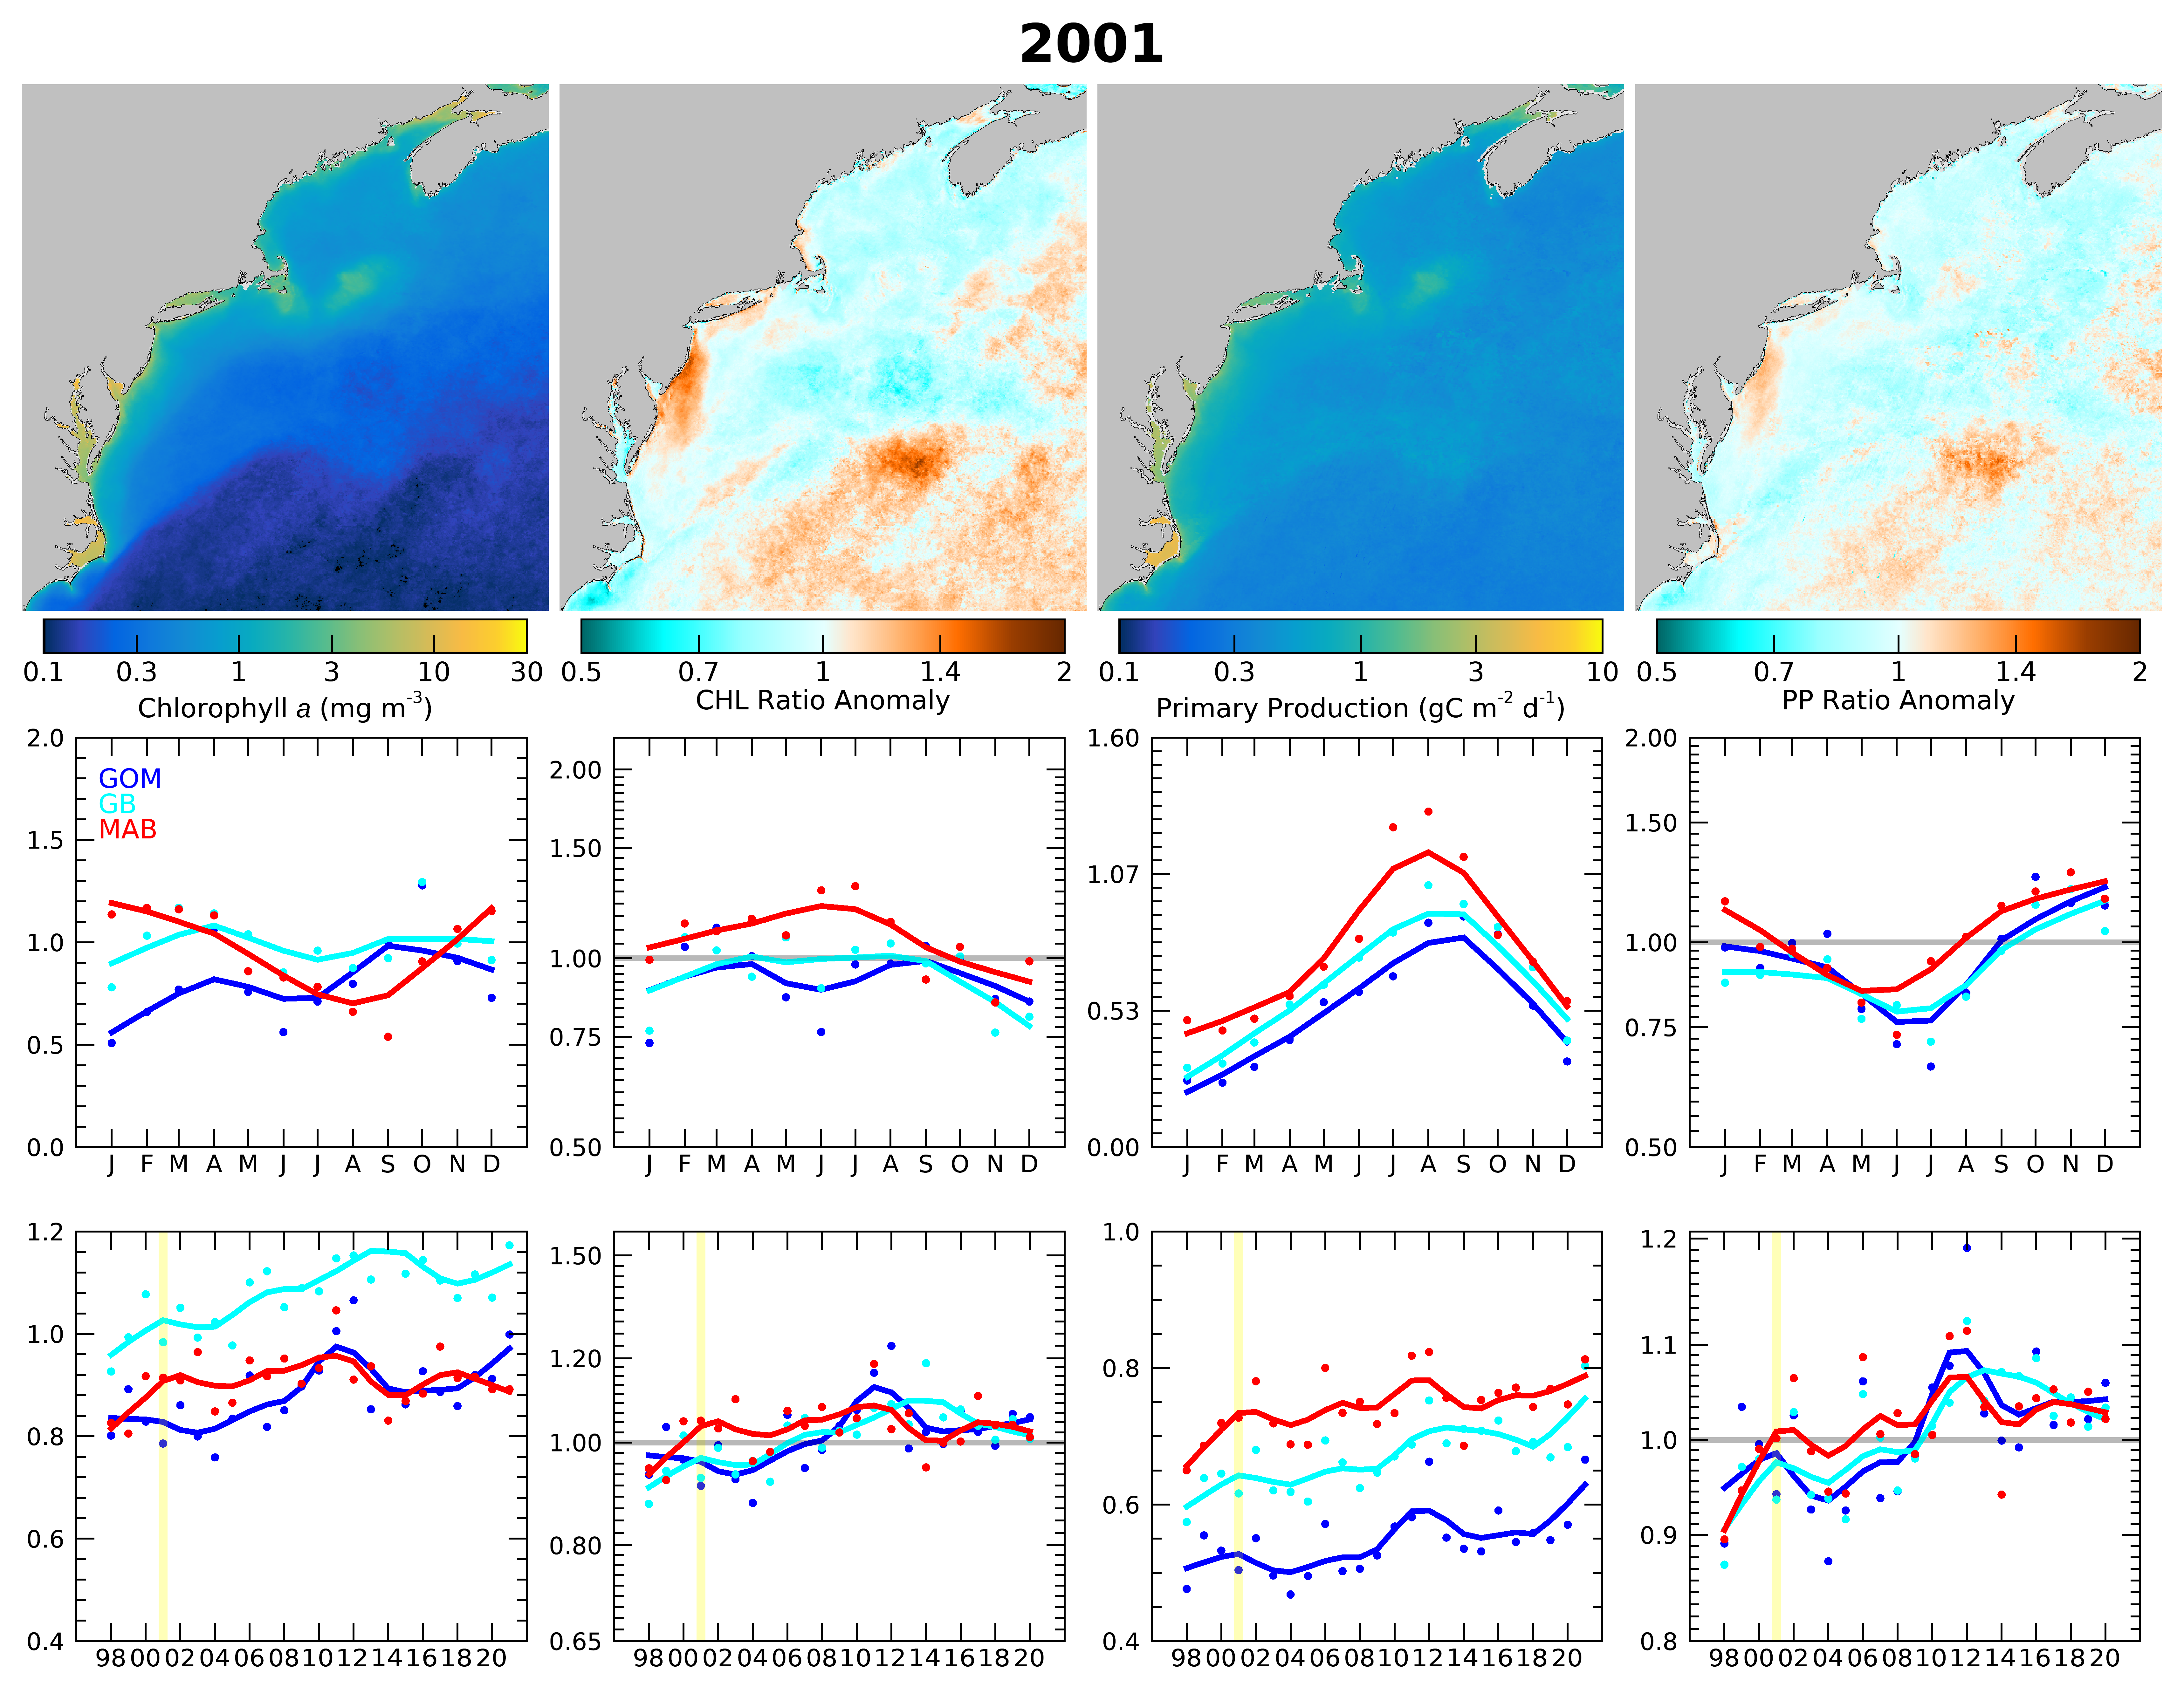 2001
0.1 0.3 1 3 10 30
Chlorophyll a (mg m-3)
0.5 0.7 1 1.4 2
CHL Ratio Anomaly
0.1 0.3 1 3 10
Primary Production (gC m-2 d-1)
0.5 0.7 1 1.4 2
PP Ratio Anomaly
2.0
1.5
1.0
0.5
0.0
GOM
GB
MAB
J F M A M J J A S O N D
2.00
1.50
1.00
0.75
0.50
J F M A M J J A S O N D
1.60
1.07
0.53
0.00
J F M A M J J A S O N D
2.00
1.50
1.00
0.75
0.50
J F M A M J J A S O N D
1.2
1.0
0.8
0.6
0.4
98 00 02 04 06 08 10 12 14 16 18 20
1.50
1.20
1.00
0.80
0.65
98 00 02 04 06 08 10 12 14 16 18 20
1.0
0.8
0.6
0.4
98 00 02 04 06 08 10 12 14 16 18 20
1.2
1.1
1.0
0.9
0.8
98 00 02 04 06 08 10 12 14 16 18 20